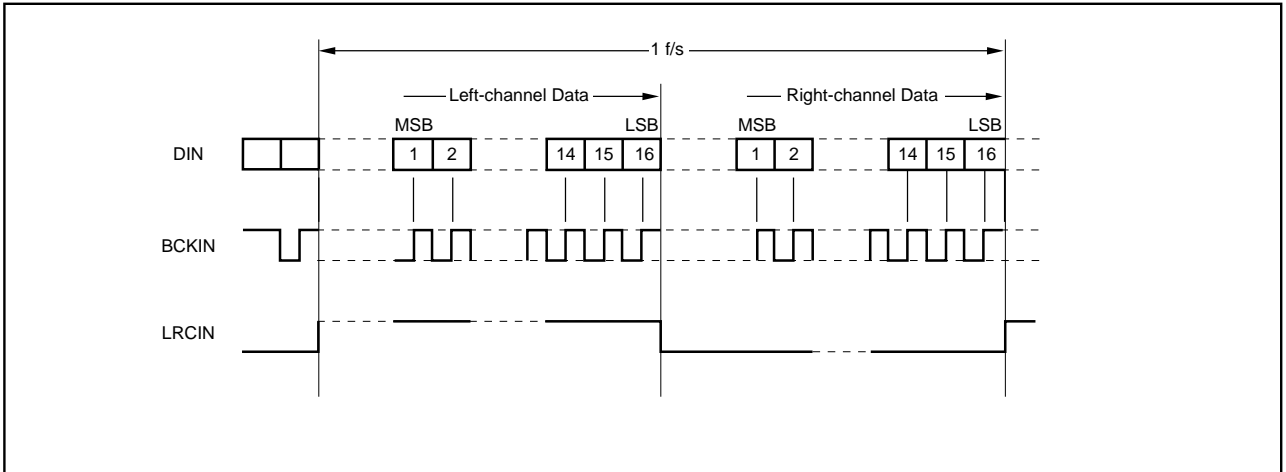 1 f/s
Left-channel Data
Right-channel Data
MSB
LSB
MSB
LSB
DIN
1
2
14
15
16
1
2
14
15
16
BCKIN
LRCIN